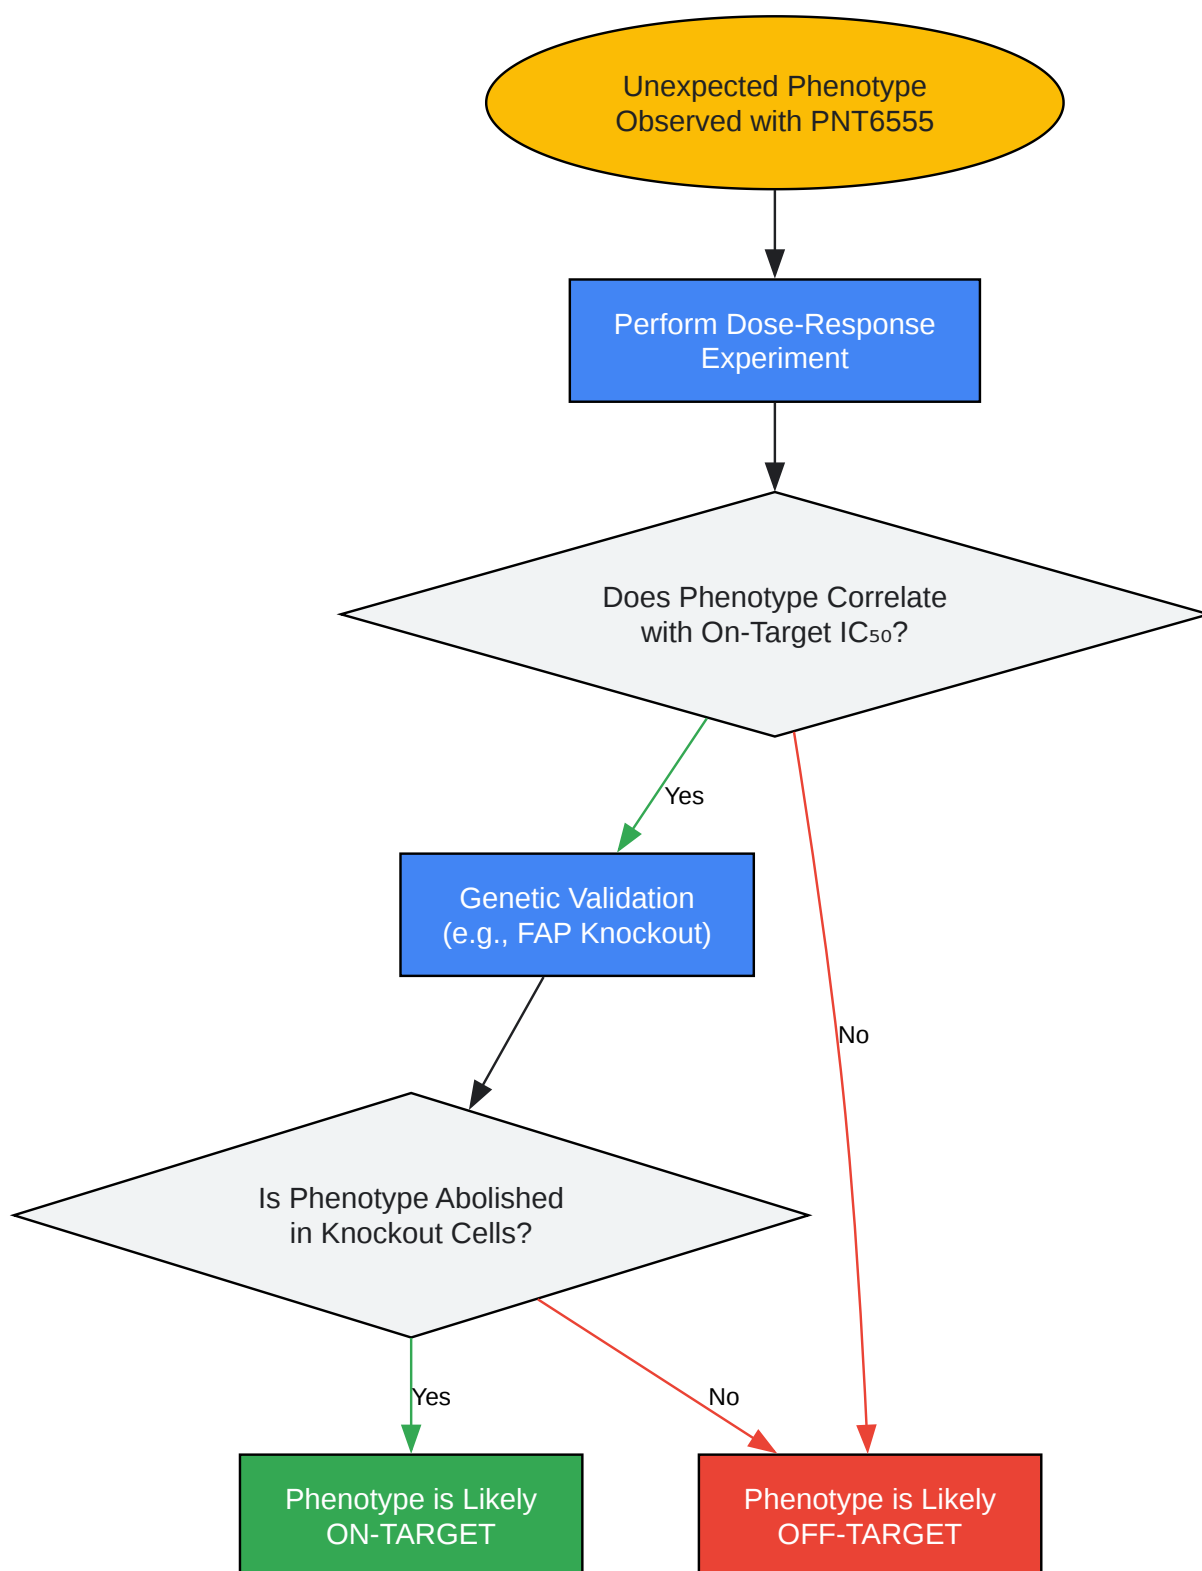 Unexpected Phenotype
Observed with PNT6555
Perform Dose-Response
Experiment
Does Phenotype Correlate
with On-Target IC₅₀?
Yes
Genetic Validation
(e.g., FAP Knockout)
No
Is Phenotype Abolished
in Knockout Cells?
Yes
No
Phenotype is Likely
ON-TARGET
Phenotype is Likely
OFF-TARGET